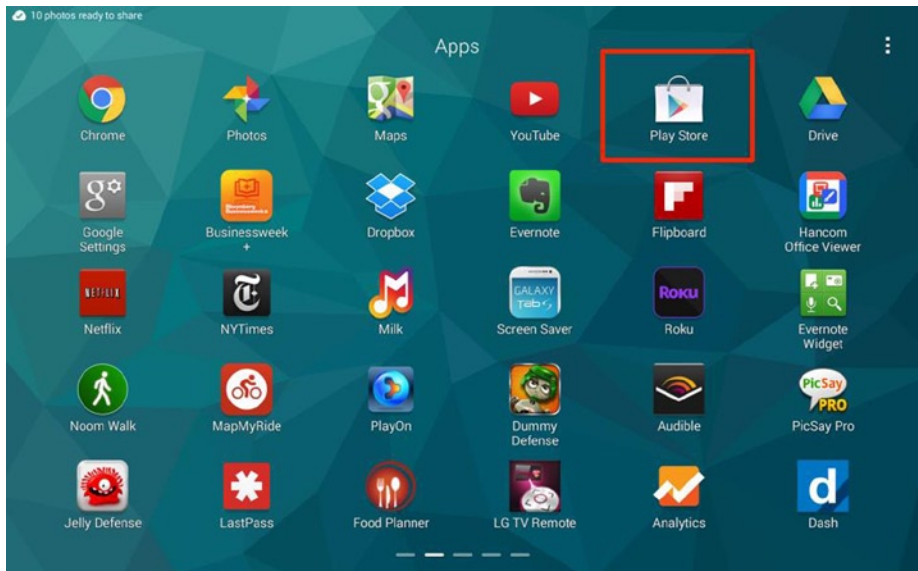 10 photos ready to share
Apps
Chrome
Photos
Maps
YouTube
Play Store
Drive
Google
Settings
Businessweek
+
Dropbox
Evernote
Flipboard
Hancom
Office Viewer
NETFLIX
GALAXY
Tab S
ROKU
Netflix
NYTimes
Milk
Screen Saver
Roku
Evernote
Widget
PicSay
PRO
Noom Walk
MapMyRide
PlayOn
Dummy
Defense
Audible
PicSay Pro
Jelly Defense
LastPass
Food Planner
LG TV Remote
Analytics
Dash